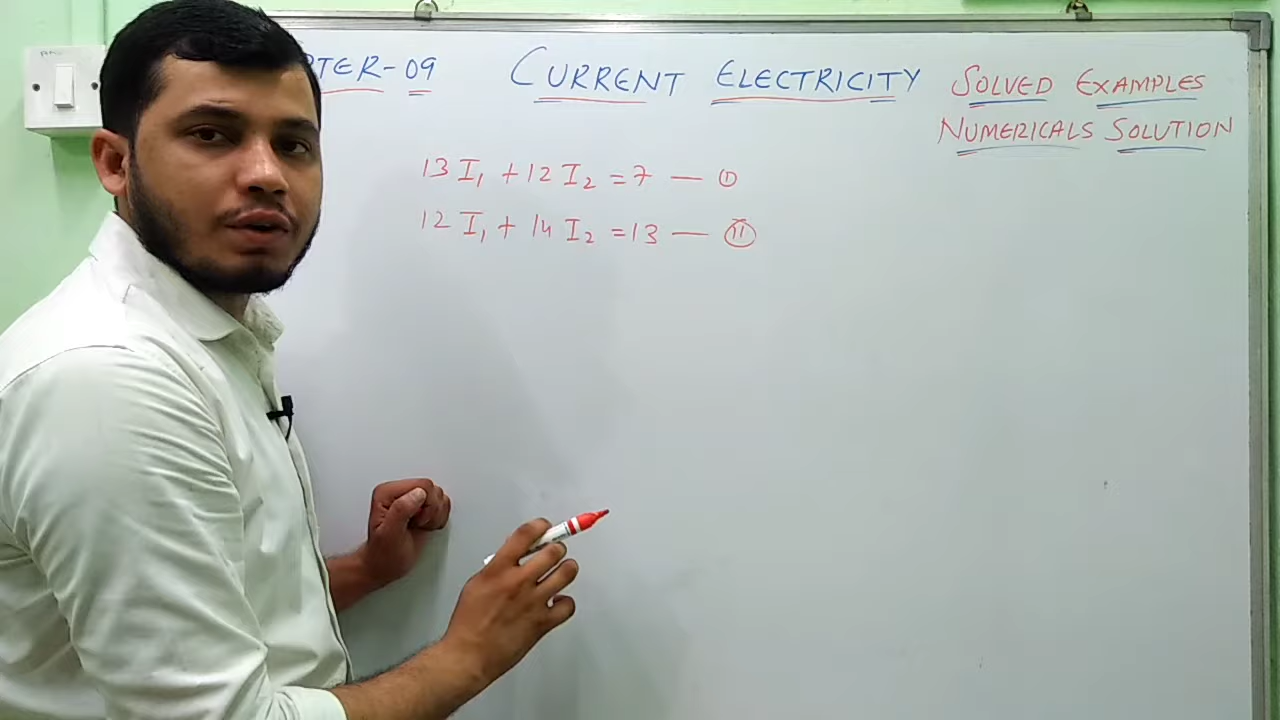 PTER-09 CURRENT ELECTRICITY SOLVED EXAMPLES
NUMERICALS SOLUTION
13 I₁ + 12 I₂ = 7 — ①
12 I₁ + 14 I₂ = 13 — Ⅱ